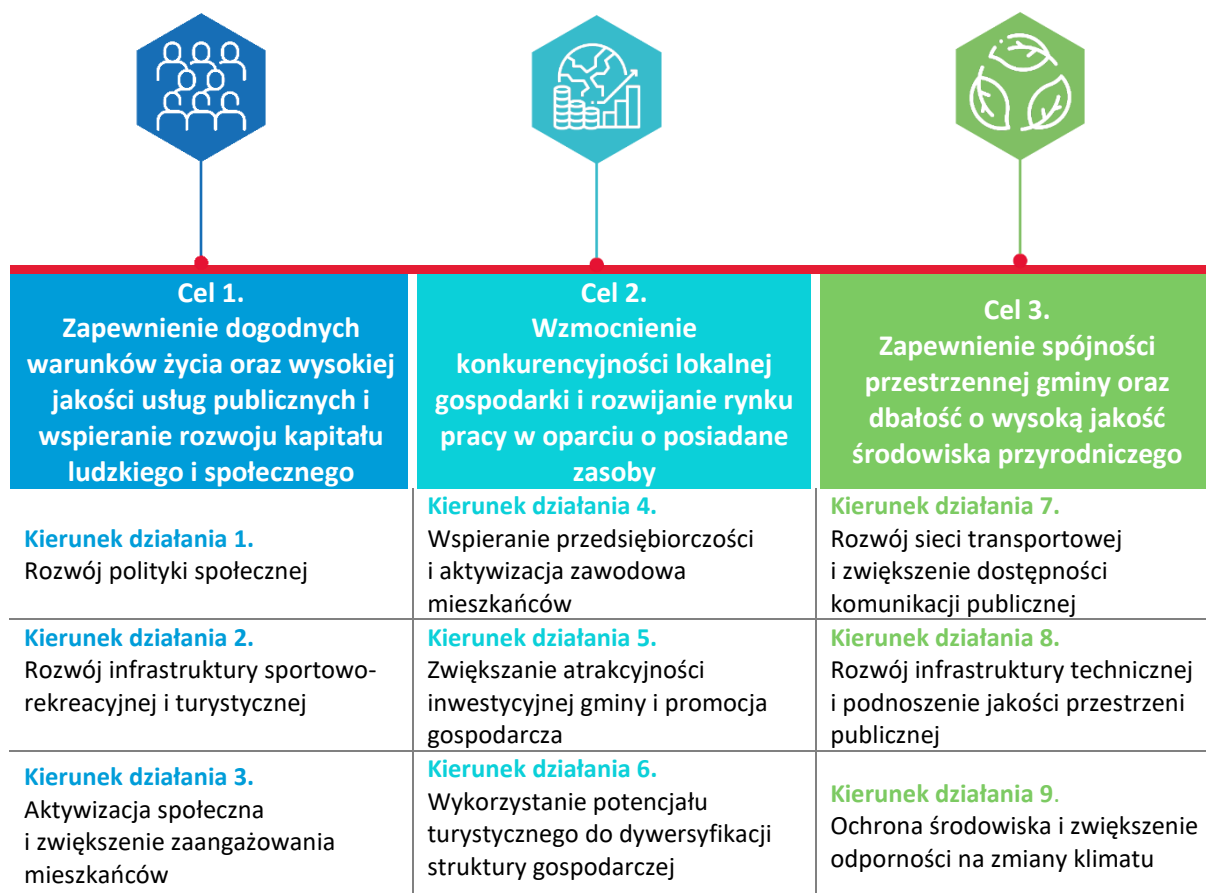 Cel 1.
Zapewnienie dogodnych
warunków życia oraz wysokiej
jakości usług publicznych i
wspieranie rozwoju kapitału
ludzkiego i społecznego
Cel 2.
Wzmocnienie
konkurencyjności lokalnej
gospodarki i rozwijanie rynku
pracy w oparciu o posiadane
zasoby
Cel 3.
Zapewnienie spójności
przestrzennej gminy oraz
dbałość o wysoką jakość
środowiska przyrodniczego
Kierunek działania 1.
Rozwój polityki społecznej
Kierunek działania 4.
Wspieranie przedsiębiorczości
i aktywizacja zawodowa
mieszkańców
Kierunek działania 7.
Rozwój sieci transportowej
i zwiększenie dostępności
komunikacji publicznej
Kierunek działania 2.
Rozwój infrastruktury sportowo-
rekreacyjnej i turystycznej
Kierunek działania 5.
Zwiększanie atrakcyjności
inwestycyjnej gminy i promocja
gospodarcza
Kierunek działania 8.
Rozwój infrastruktury technicznej
i podnoszenie jakości przestrzeni
publicznej
Kierunek działania 3.
Aktywizacja społeczna
i zwiększenie zaangażowania
mieszkańców
Kierunek działania 6.
Wykorzystanie potencjału
turystycznego do dywersyfikacji
struktury gospodarczej
Kierunek działania 9.
Ochrona środowiska i zwiększenie
odporności na zmiany klimatu